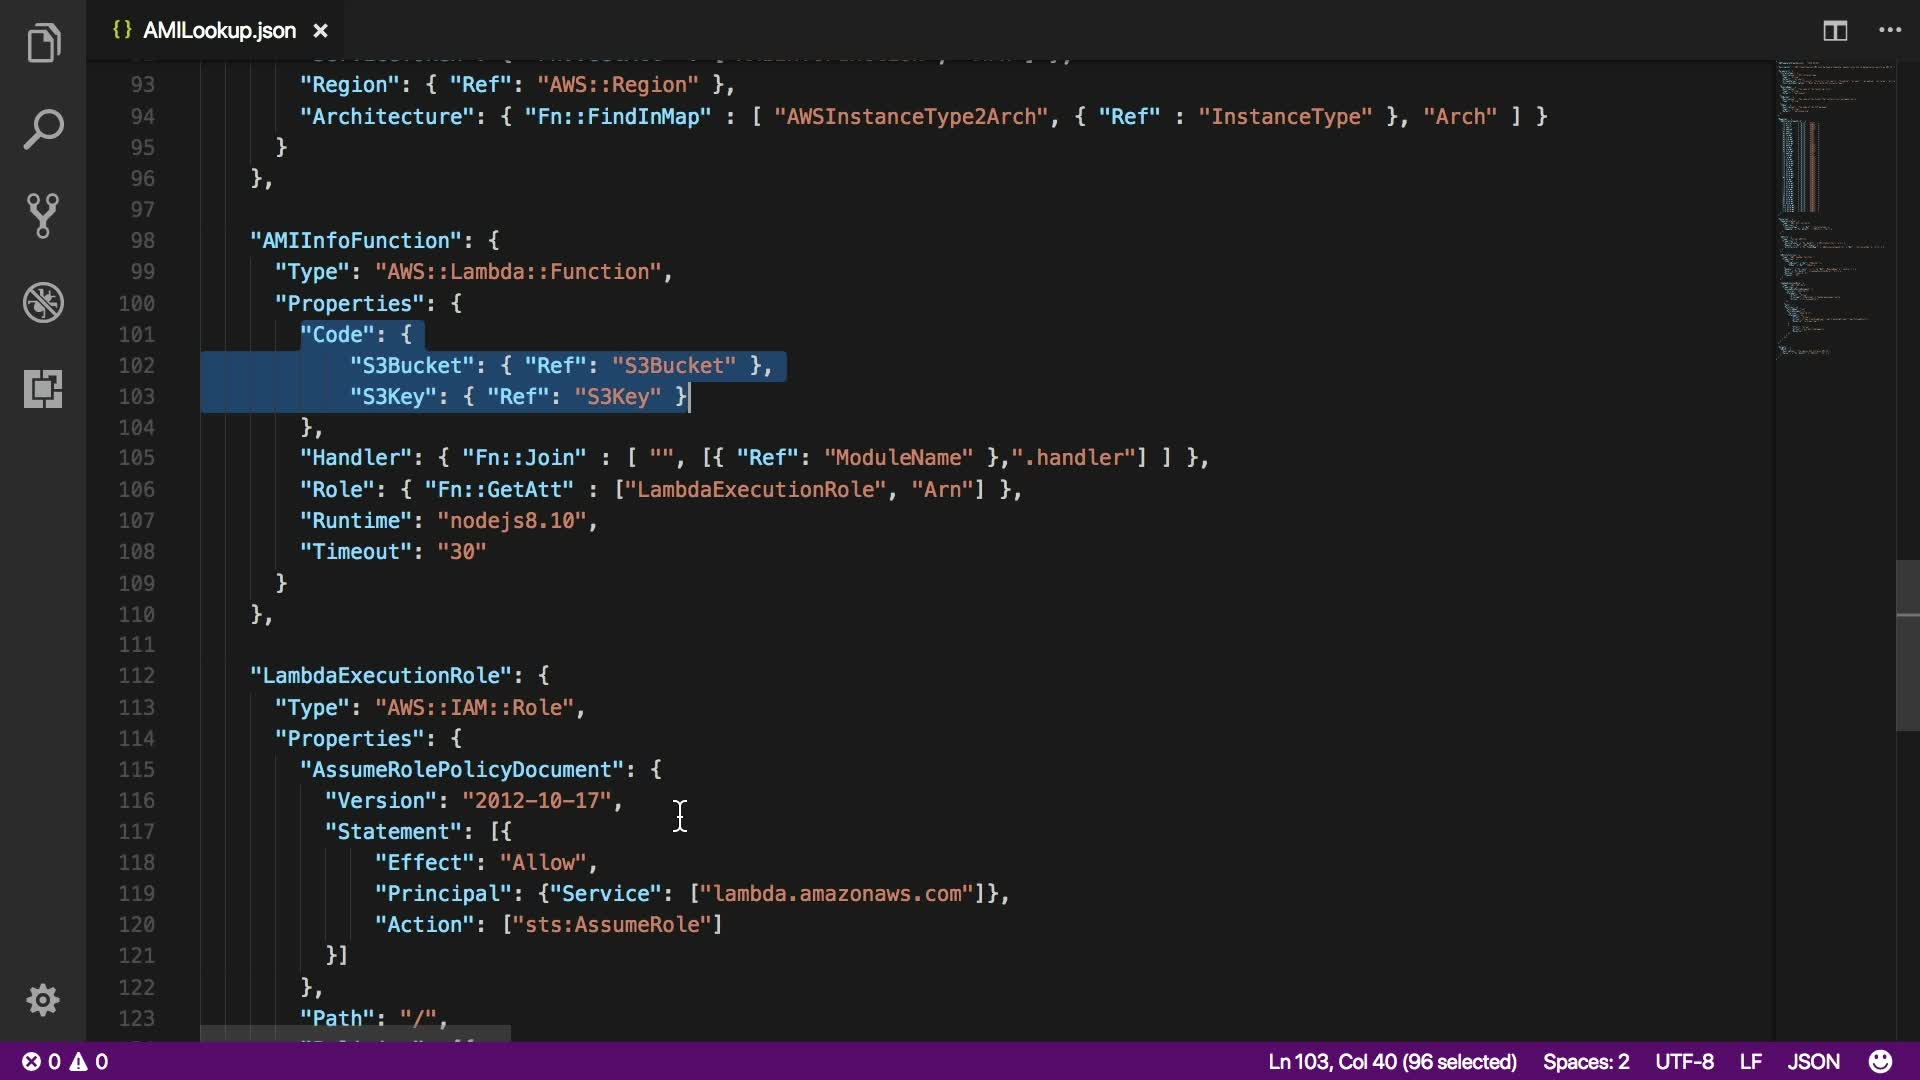 {} AMILookup.json ×
93 "Region": { "Ref": "AWS::Region" },
94 "Architecture": { "Fn::FindInMap" : [ "AWSInstanceType2Arch", { "Ref" : "InstanceType" }, "Arch" ] }
95 }
96 },
97
98 "AMIInfoFunction": {
99 "Type": "AWS::Lambda::Function",
100 "Properties": {
101 "Code": {
102 "S3Bucket": { "Ref": "S3Bucket" },
103 "S3Key": { "Ref": "S3Key" }
104 },
105 "Handler": { "Fn::Join" : [ "", [{ "Ref": "ModuleName" },".handler"] ] },
106 "Role": { "Fn::GetAtt" : ["LambdaExecutionRole", "Arn"] },
107 "Runtime": "nodejs8.10",
108 "Timeout": "30"
109 }
110 },
111
112 "LambdaExecutionRole": {
113 "Type": "AWS::IAM::Role",
114 "Properties": {
115 "AssumeRolePolicyDocument": {
116 "Version": "2012-10-17",
117 "Statement": [{
118 "Effect": "Allow",
119 "Principal": {"Service": ["lambda.amazonaws.com"]},
120 "Action": ["sts:AssumeRole"]
121 }]
122 },
123 "Path": "/",
0 0 Ln 103, Col 40 (96 selected) Spaces: 2 UTF-8 LF JSON